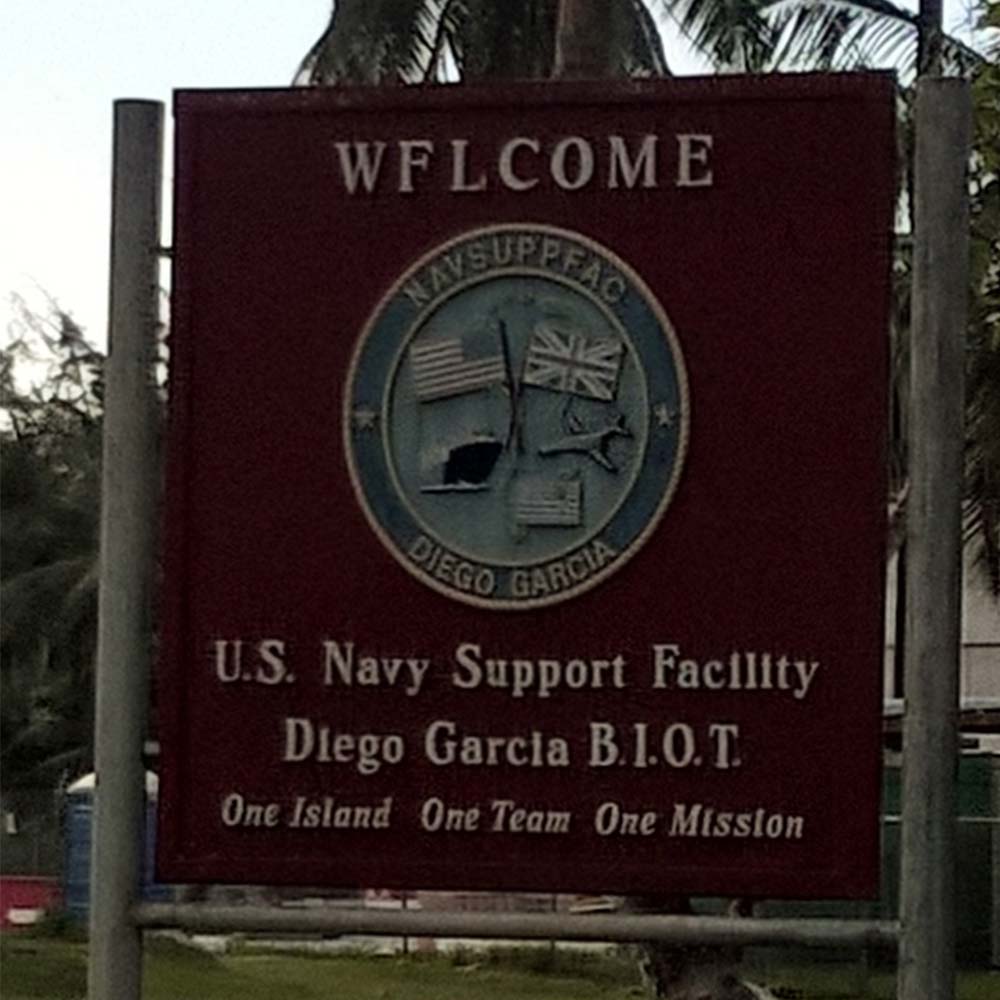 WFLCOME
NAVSUPPFAC
DIEGO GARCIA
U.S. Navy Support Facility
Diego Garcia B.I.O.T.
One Island One Team One Mission